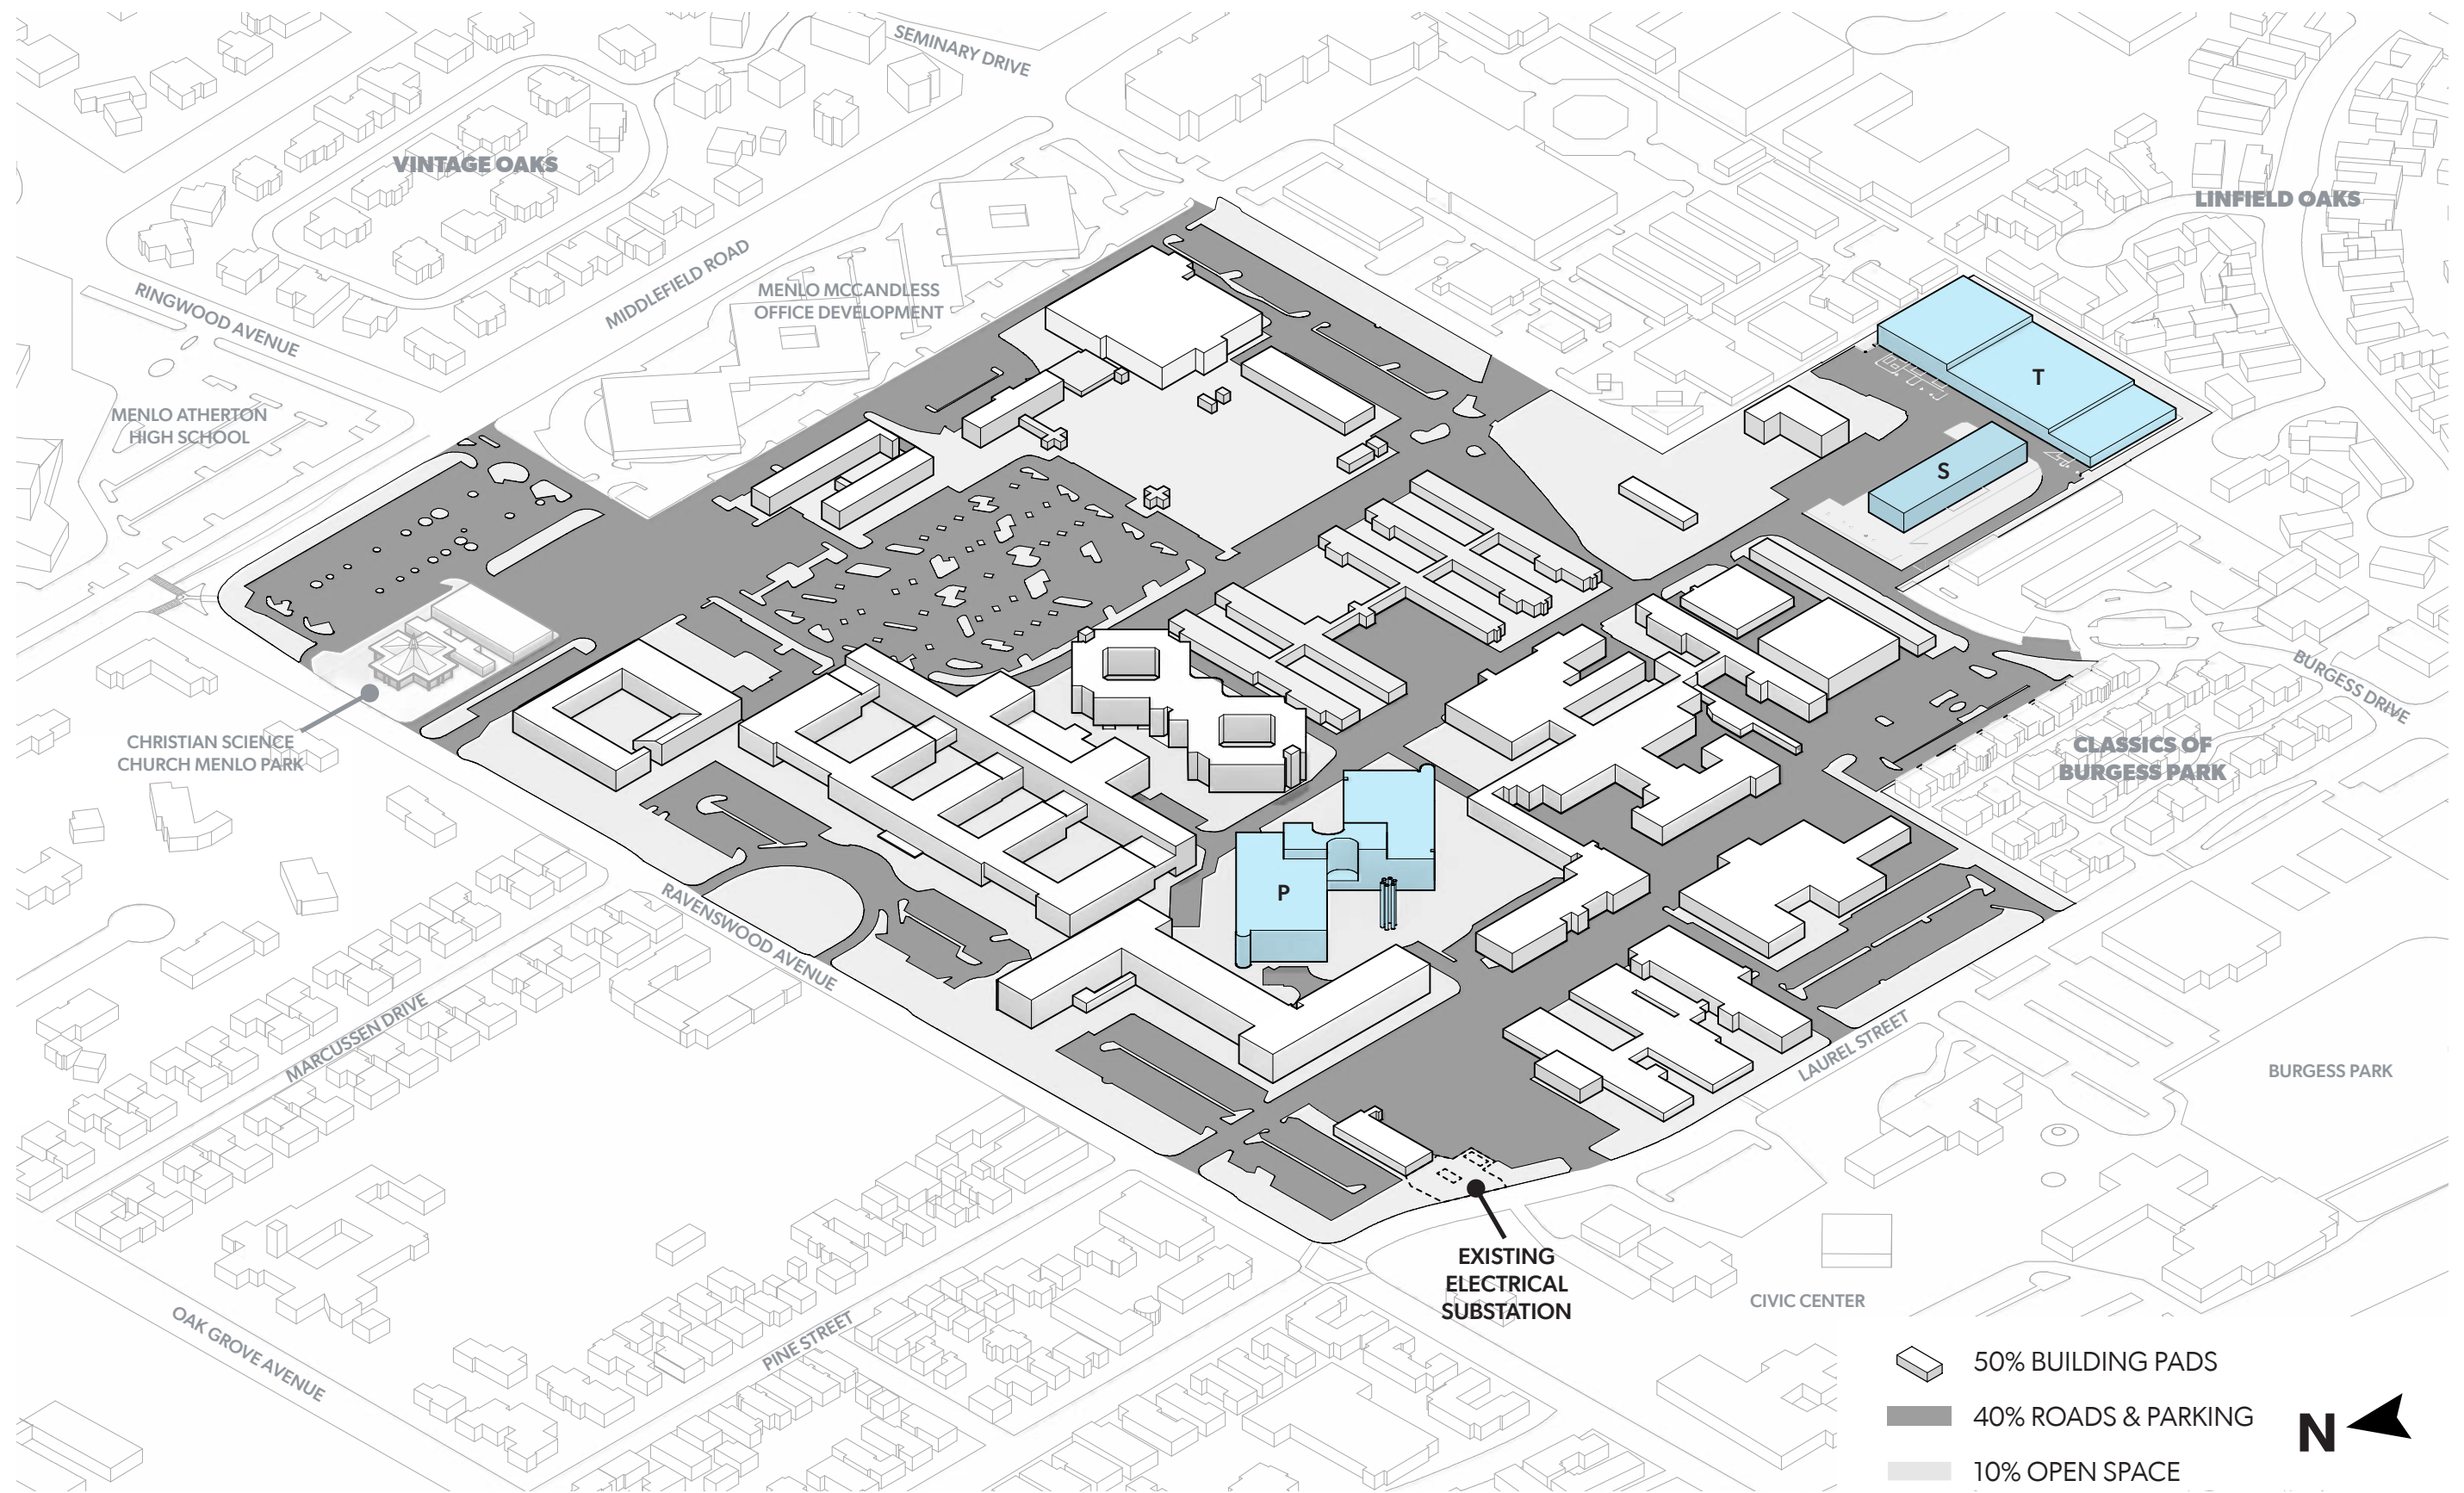 SEMINARY DRIVE
VINTAGE OAKS
LINFIELD OAKS
MIDDLEFIELD ROAD
RINGWOOD AVENUE
MENLO MCCANDLESS
OFFICE DEVELOPMENT
MENLO ATHERTON
HIGH SCHOOL
T
S
CHRISTIAN SCIENCE
CHURCH MENLO PARK
BURGESS DRIVE
CLASSICS OF
BURGESS PARK
P
RAVENSWOOD AVENUE
MARCUSSEN DRIVE
LAUREL STREET
BURGESS PARK
EXISTING
ELECTRICAL
SUBSTATION
CIVIC CENTER
OAK GROVE AVENUE
PINE STREET
50% BUILDING PADS
40% ROADS & PARKING
10% OPEN SPACE
N